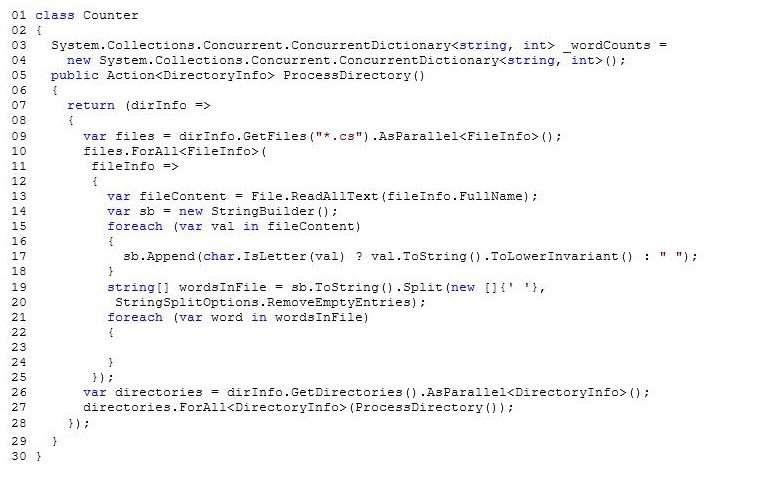 01 class Counter
02 {
03   System.Collections.Concurrent.ConcurrentDictionary<string, int> _wordCounts =
04     new System.Collections.Concurrent.ConcurrentDictionary<string, int>();
05   public Action<DirectoryInfo> ProcessDirectory()
06   {
07     return (dirInfo =>
08     {
09       var files = dirInfo.GetFiles("*.cs").AsParallel<FileInfo>();
10       files.ForAll<FileInfo>(
11        fileInfo =>
12        {
13          var fileContent = File.ReadAllText(fileInfo.FullName);
14          var sb = new StringBuilder();
15          foreach (var val in fileContent)
16          {
17            sb.Append(char.IsLetter(val) ? val.ToString().ToLowerInvariant() : " ");
18          }
19          string[] wordsInFile = sb.ToString().Split(new []{' '},
20           StringSplitOptions.RemoveEmptyEntries);
21          foreach (var word in wordsInFile)
22          {
23
24          }
25        });
26       var directories = dirInfo.GetDirectories().AsParallel<DirectoryInfo>();
27       directories.ForAll<DirectoryInfo>(ProcessDirectory());
28     });
29   }
30 }